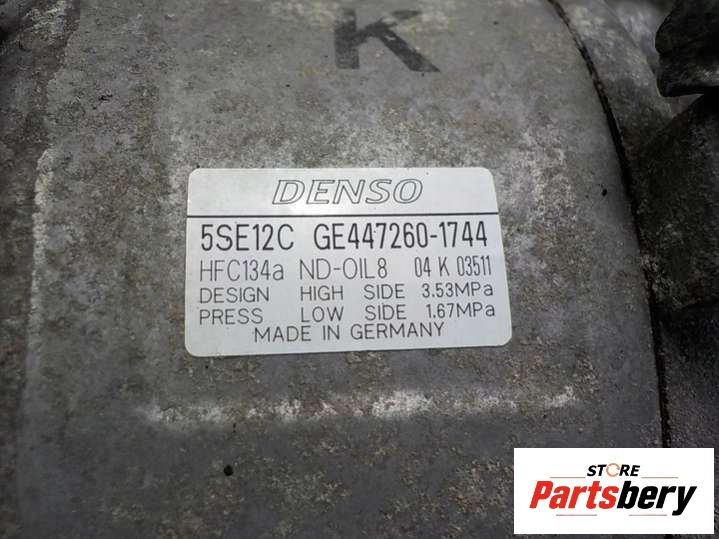 K
DENSO
5SE12C GE447260-1744
HFC134a ND-OIL8 04 K 03511
DESIGN HIGH SIDE 3.53MPa
PRESS LOW SIDE 1.67MPa
MADE IN GERMANY
STORE
Partsbery